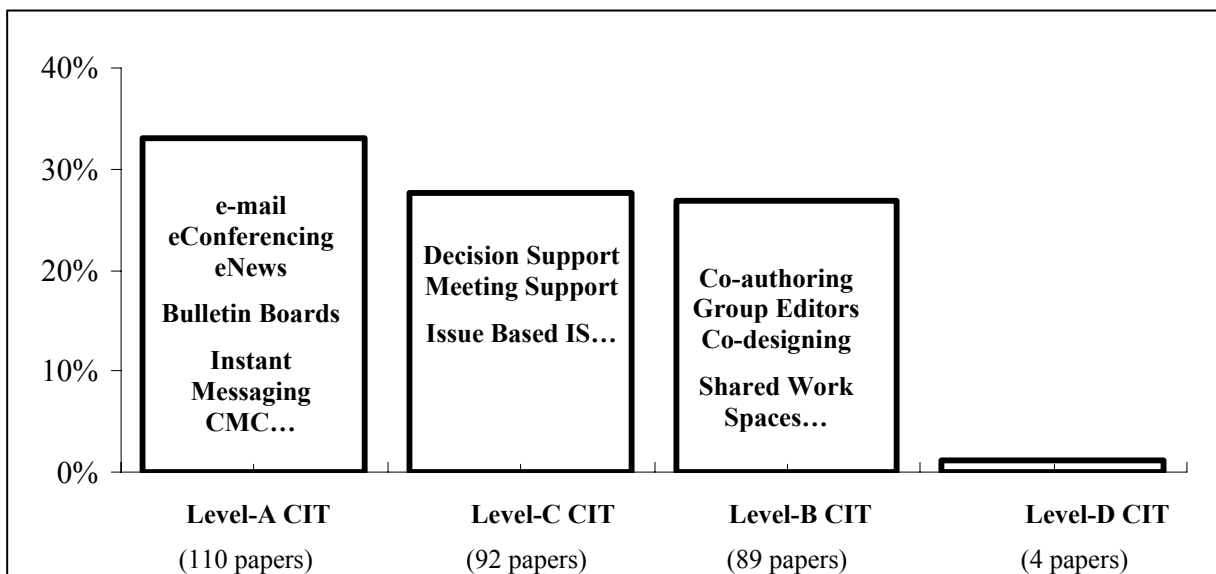 40%
30%
20%
10%
0%
e-mail
eConferencing
eNews
Bulletin Boards
Instant
Messaging
CMC…
Decision Support
Meeting Support
Issue Based IS…
Co-authoring
Group Editors
Co-designing
Shared Work
Spaces…
Level-A CIT
(110 papers)
Level-C CIT
(92 papers)
Level-B CIT
(89 papers)
Level-D CIT
(4 papers)